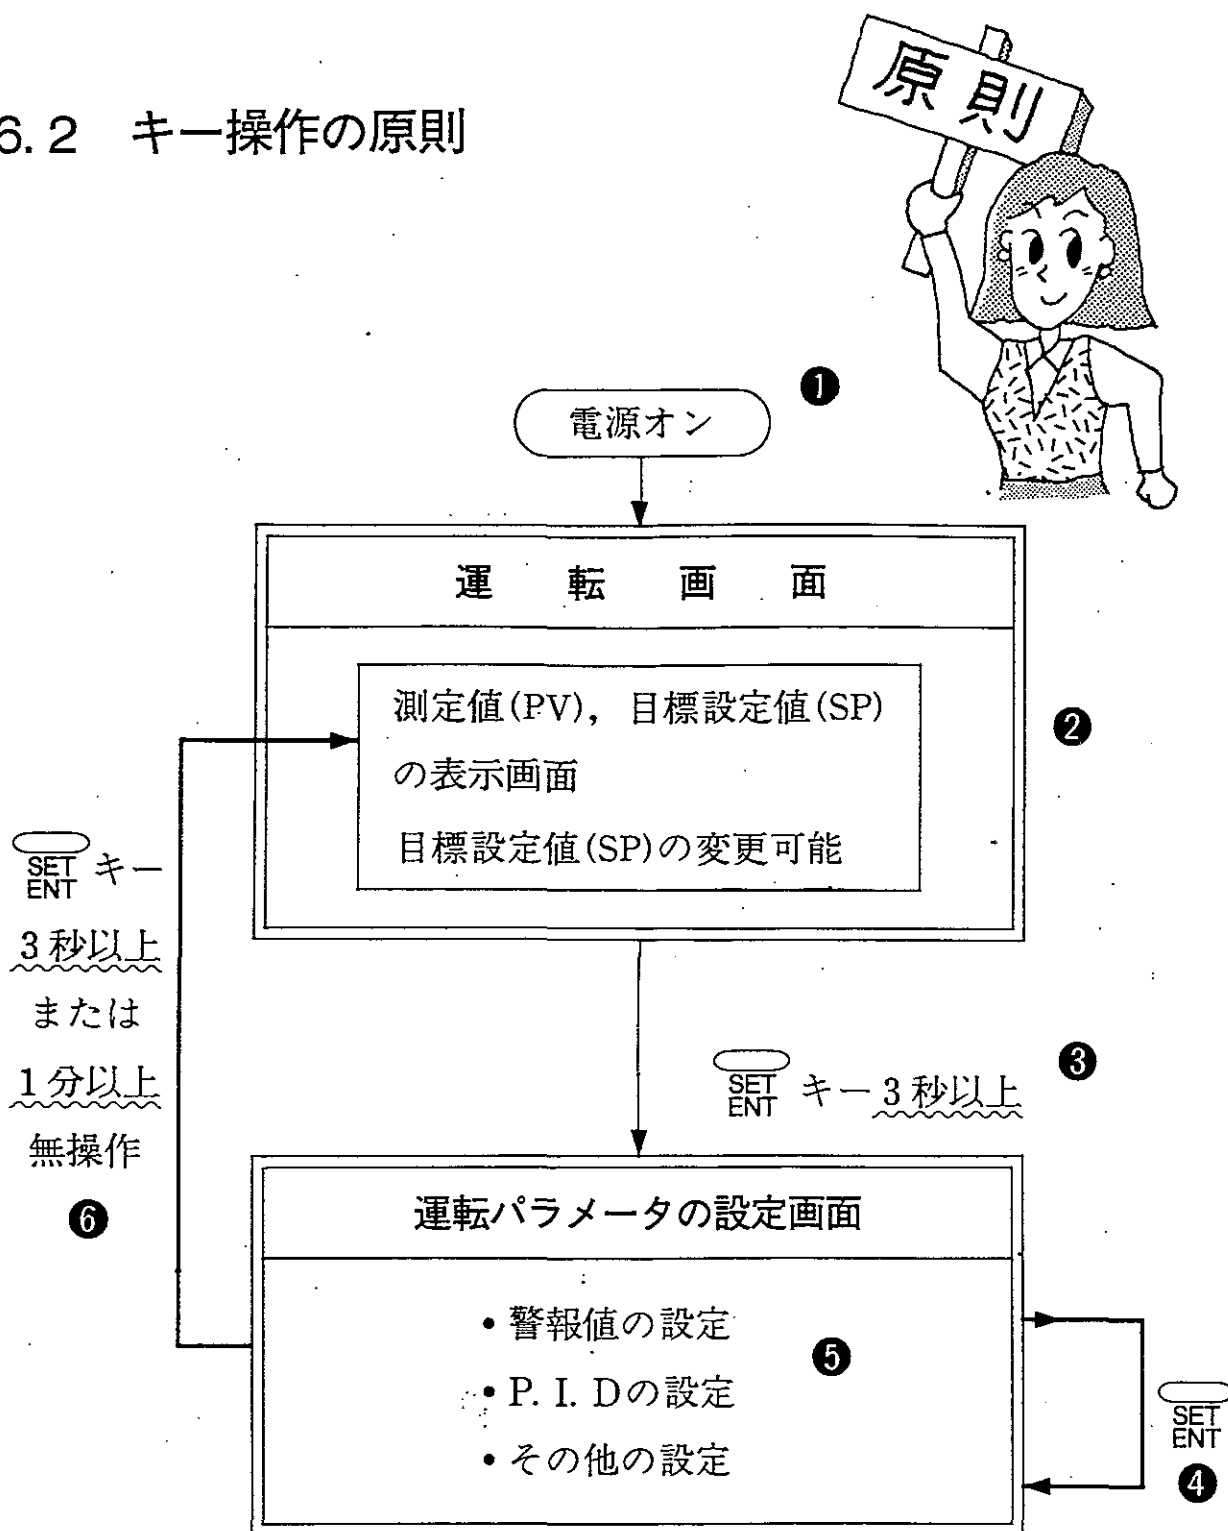 原則
6.2 キー操作の原則
❶
電源オン
運転画面
測定値(PV)，目標設定値(SP)
の表示画面
目標設定値(SP)の変更可能
❷
SET
ENT キー
3秒以上
または
1分以上
無操作
❻
SET
ENT キー3秒以上
❸
運転パラメータの設定画面
• 警報値の設定
• P. I. Dの設定
• その他の設定
❺
SET
ENT
❹